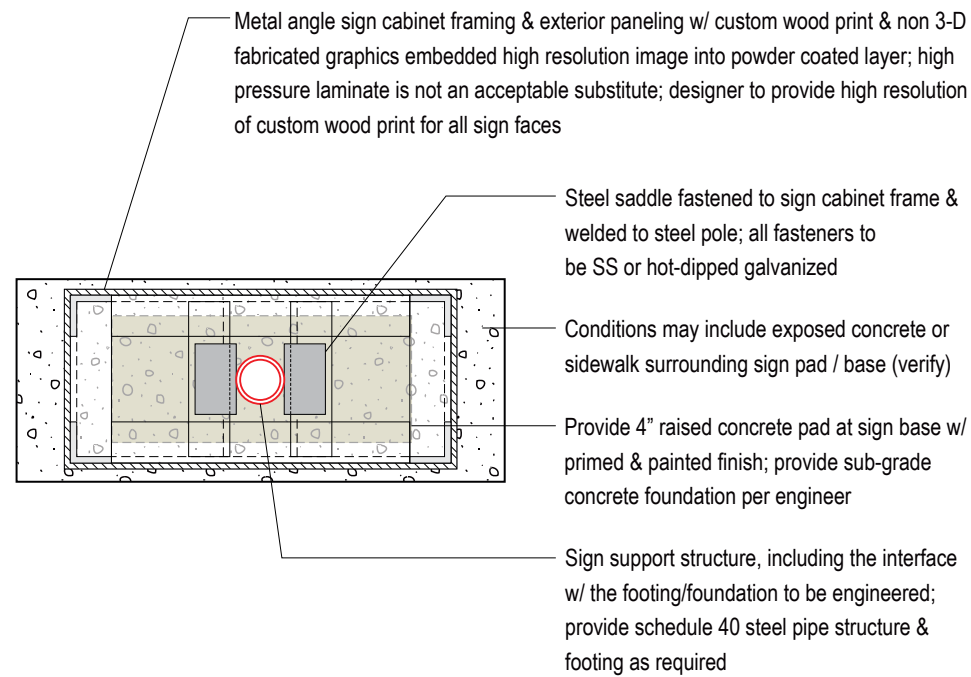 Metal angle sign cabinet framing & exterior paneling w/ custom wood print & non 3-D
fabricated graphics embedded high resolution image into powder coated layer; high
pressure laminate is not an acceptable substitute; designer to provide high resolution
of custom wood print for all sign faces
Steel saddle fastened to sign cabinet frame &
welded to steel pole; all fasteners to
be SS or hot-dipped galvanized
Conditions may include exposed concrete or
sidewalk surrounding sign pad / base (verify)
Provide 4” raised concrete pad at sign base w/
primed & painted finish; provide sub-grade
concrete foundation per engineer
Sign support structure, including the interface
w/ the footing/foundation to be engineered;
provide schedule 40 steel pipe structure &
footing as required